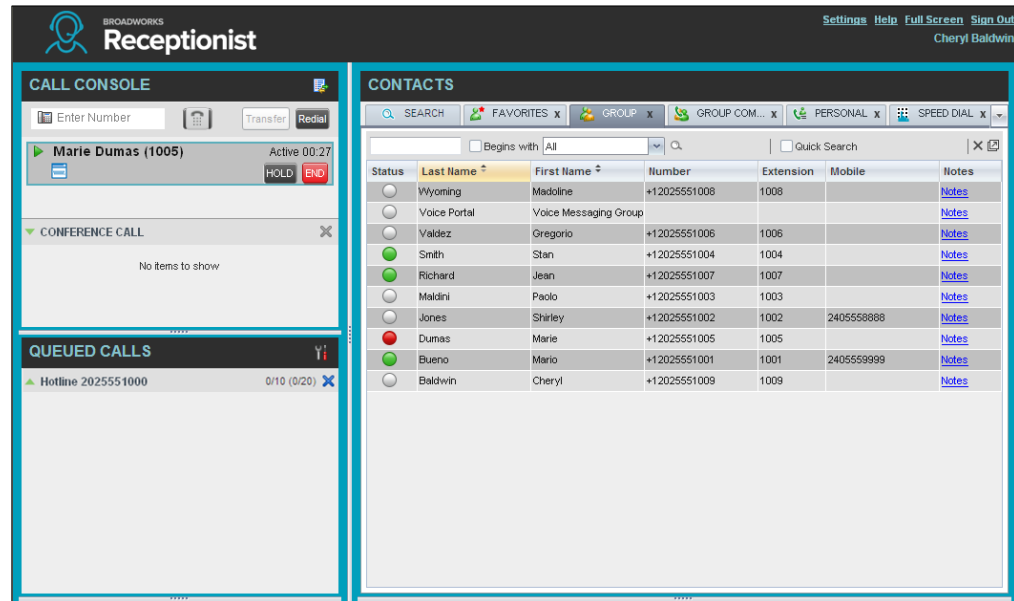 BROADWORKS
Receptionist
Settings Help Full Screen Sign Out
Cheryl Baldwin
CALL CONSOLE
Enter Number Transfer Redial
Marie Dumas (1005) Active 00:27
HOLD END
CONFERENCE CALL
No items to show
QUEUED CALLS
Hotline 2025551000 0/10 (0/20)
CONTACTS
SEARCH FAVORITES X GROUP X GROUP COM... X PERSONAL X SPEED DIAL X
Begins with All Quick Search
Status Last Name First Name Number Extension Mobile Notes
Wyoming Madoline +12025551008 1008 Notes
Voice Portal Voice Messaging Group Notes
Valdez Gregorio +12025551006 1006 Notes
Smith Stan +12025551004 1004 Notes
Richard Jean +12025551007 1007 Notes
Maldini Paolo +12025551003 1003 Notes
Jones Shirley +12025551002 1002 2405558888 Notes
Dumas Marie +12025551005 1005 Notes
Bueno Mario +12025551001 1001 2405559999 Notes
Baldwin Cheryl +12025551009 1009 Notes